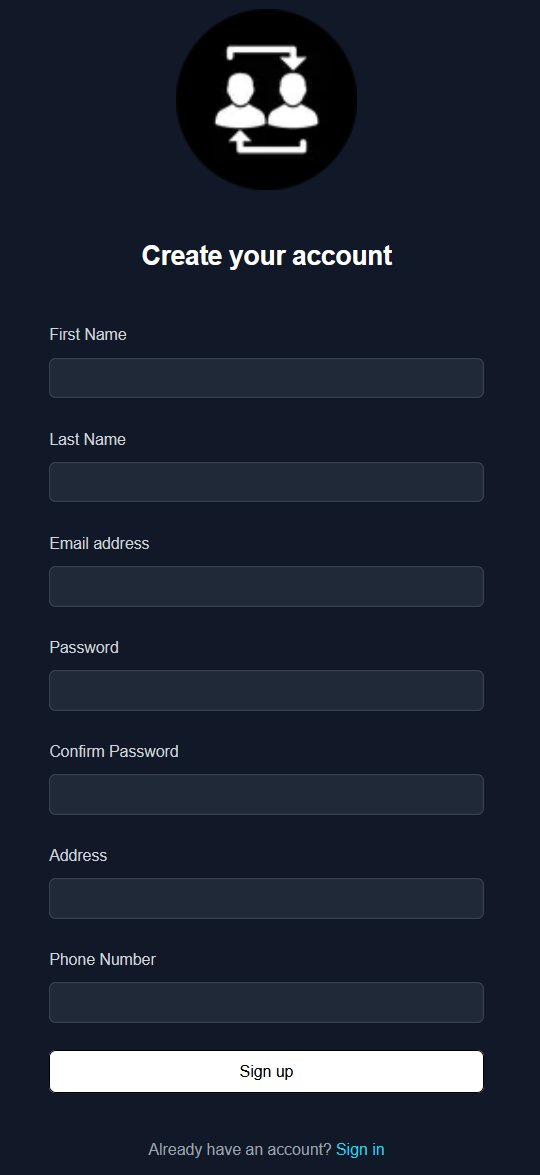 Create your account
First Name
Last Name
Email address
Password
Confirm Password
Address
Phone Number
Sign up
Already have an account? Sign in